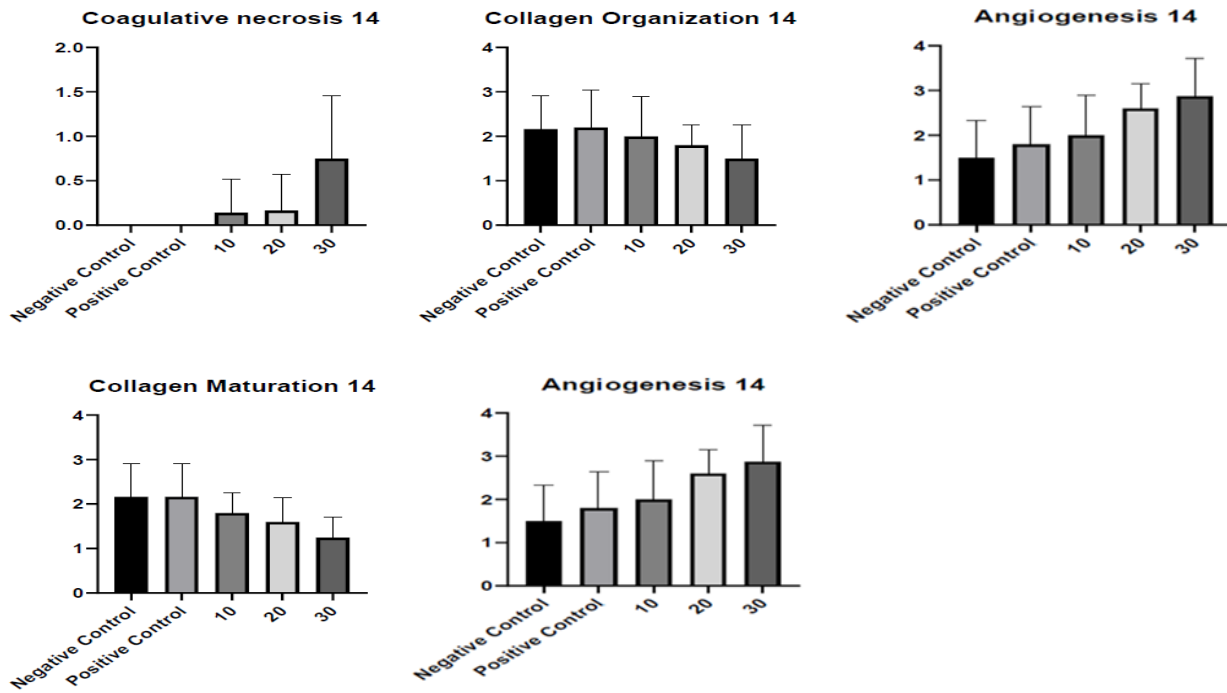 Coagulative necrosis 14
2.0
1.5
1.0
0.5
0.0
Negative Control
Positive Control
10
20
30
Collagen Organization 14
4
3
2
1
0
Negative Control
Positive Control
10
20
30
Angiogenesis 14
4
3
2
1
0
Negative Control
Positive Control
10
20
30
Collagen Maturation 14
4
3
2
1
0
Negative Control
Positive Control
10
20
30
Angiogenesis 14
4
3
2
1
0
Negative Control
Positive Control
10
20
30